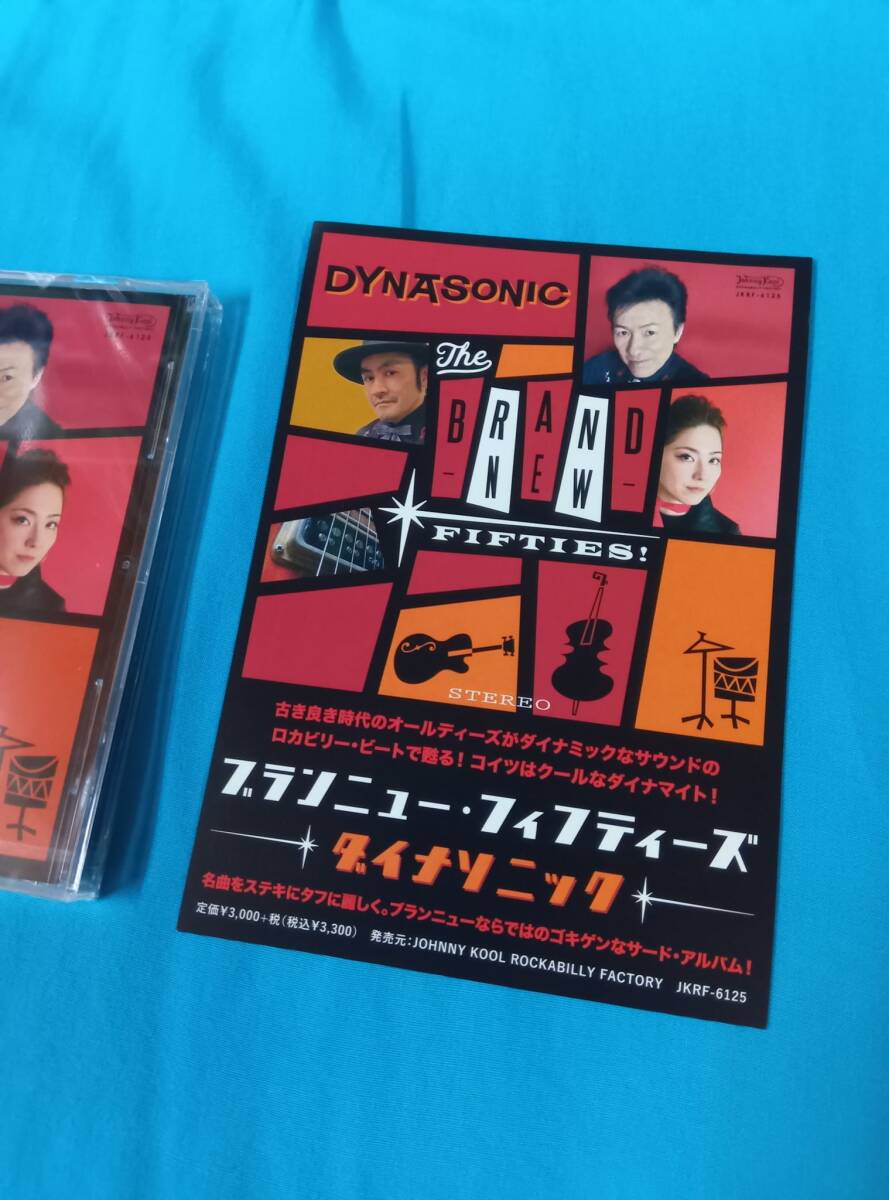 Johnny Kool
JKRF-6125
DYNASONIC
Johnny Kool
ROCKABILLY FACTORY
JKRF-6125
The
BRAND
- NEW -
FIFTIES!
STEREO
古き良き時代のオールディーズがダイナミックなサウンドの
ロカビリー・ビートで甦る！コイツはクールなダイナマイト！
ブランニュー・フィフティーズ
ダイナソニック
名曲をステキにタフに麗しく。ブランニューならではのゴキゲンなサード・アルバム！
定価¥3,000+税(税込¥3,300) 発売元:JOHNNY KOOL ROCKABILLY FACTORY JKRF-6125